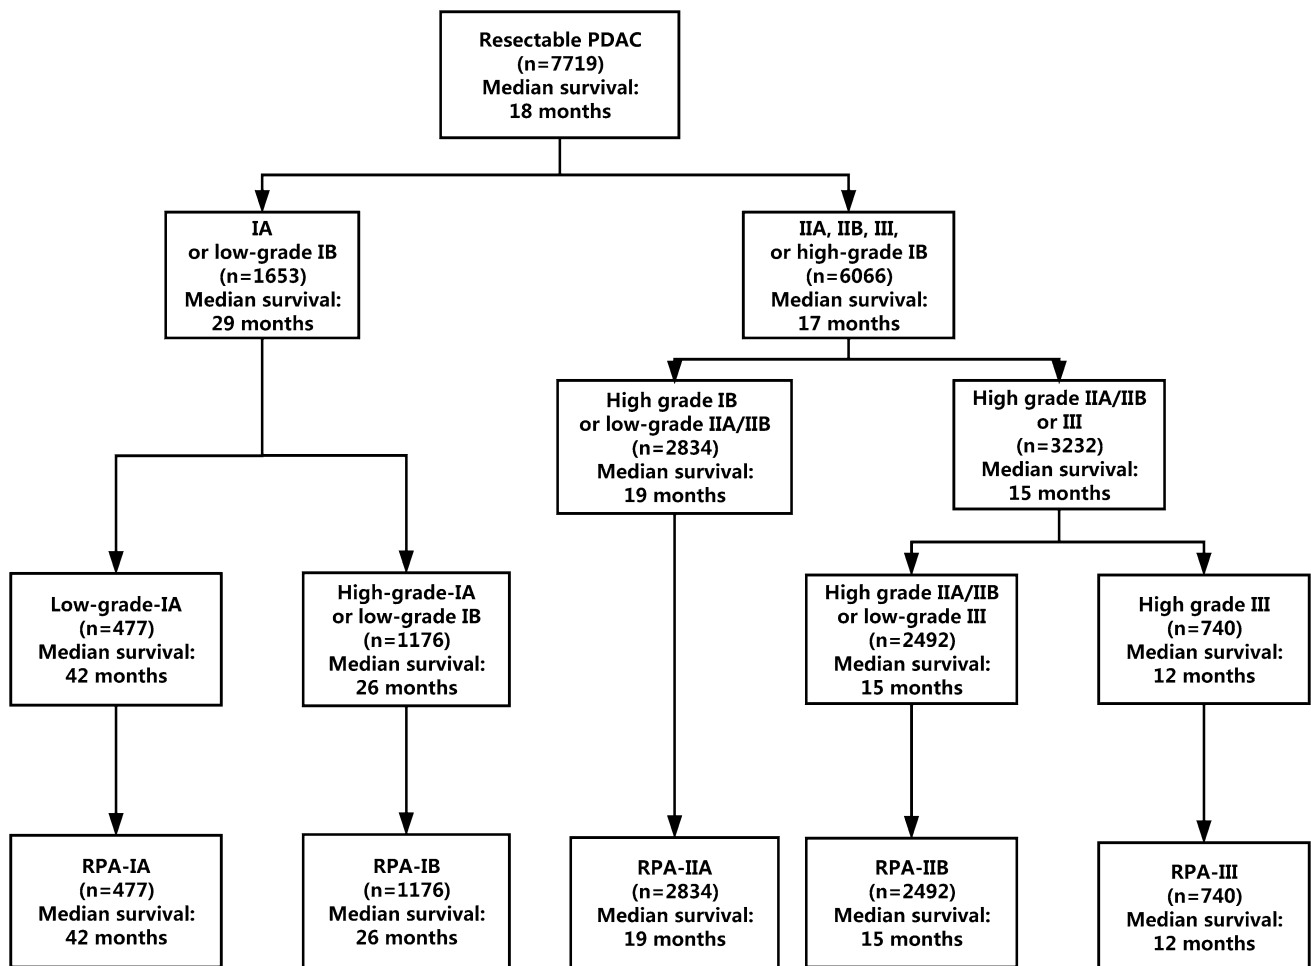 Resectable PDAC
(n=7719)
Median survival:
18 months
IA
or low-grade IB
(n=1653)
Median survival:
29 months
IIA, IIB, III,
or high-grade IB
(n=6066)
Median survival:
17 months
High grade IB
or low-grade IIA/IIB
(n=2834)
Median survival:
19 months
High grade IIA/IIB
or III
(n=3232)
Median survival:
15 months
Low-grade-IA
(n=477)
Median survival:
42 months
High-grade-IA
or low-grade IB
(n=1176)
Median survival:
26 months
High grade IIA/IIB
or low-grade III
(n=2492)
Median survival:
15 months
High grade III
(n=740)
Median survival:
12 months
RPA-IA
(n=477)
Median survival:
42 months
RPA-IB
(n=1176)
Median survival:
26 months
RPA-IIA
(n=2834)
Median survival:
19 months
RPA-IIB
(n=2492)
Median survival:
15 months
RPA-III
(n=740)
Median survival:
12 months